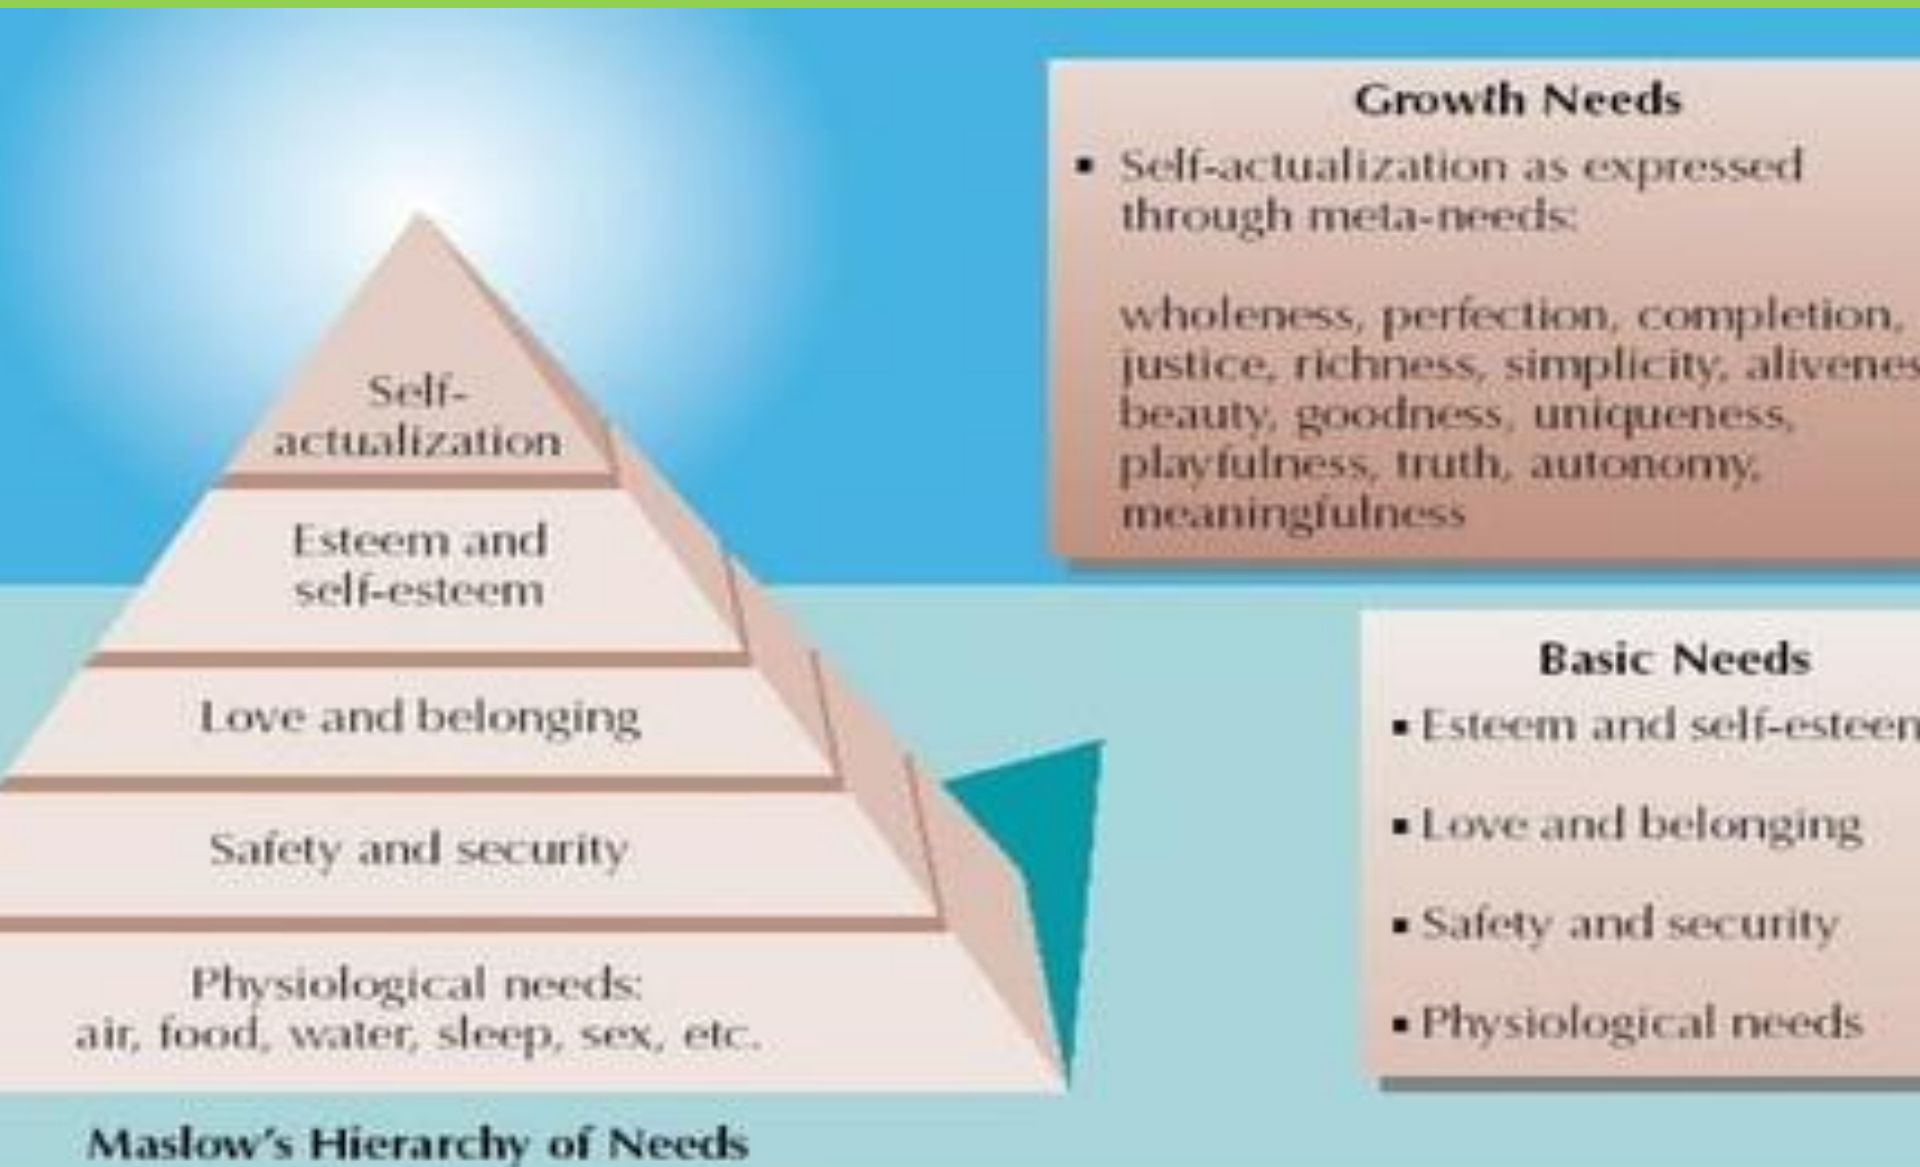 Self-
actualization
Esteem and
self-esteem
Love and belonging
Safety and security
Physiological needs:
air, food, water, sleep, sex, etc.
Maslow's Hierarchy of Needs
Growth Needs
▪ Self-actualization as expressed
through meta-needs:
wholeness, perfection, completion,
justice, richness, simplicity, alivenes
beauty, goodness, uniqueness,
playfulness, truth, autonomy,
meaningfulness
Basic Needs
▪ Esteem and self-esteem
▪ Love and belonging
▪ Safety and security
▪ Physiological needs